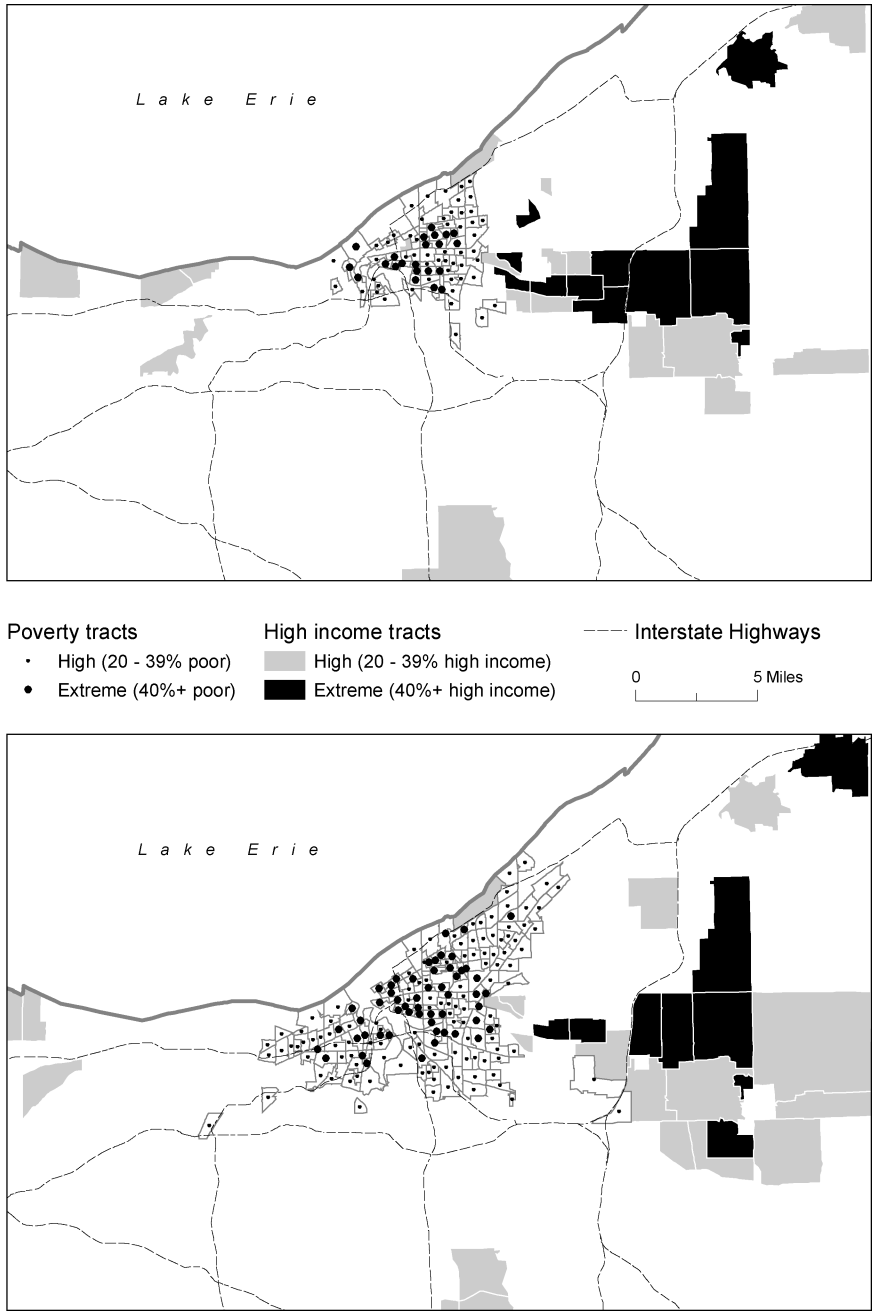 Lake Erie
Poverty tracts
High (20 - 39% poor)
Extreme (40%+ poor)
High income tracts
High (20 - 39% high income)
Extreme (40%+ high income)
Interstate Highways
0 5 Miles
Lake Erie